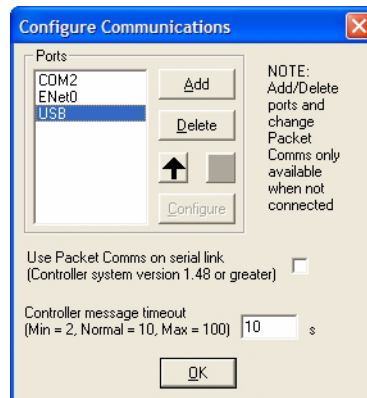 Configure Communications
Ports
COM2
ENet0
USB
Add
Delete
Configure
NOTE:
Add/Delete
ports and
change
Packet
Comms only
available
when not
connected
Use Packet Comms on serial link
(Controller system version 1.48 or greater)
Controller message timeout
(Min = 2, Normal = 10, Max = 100) 10 s
OK